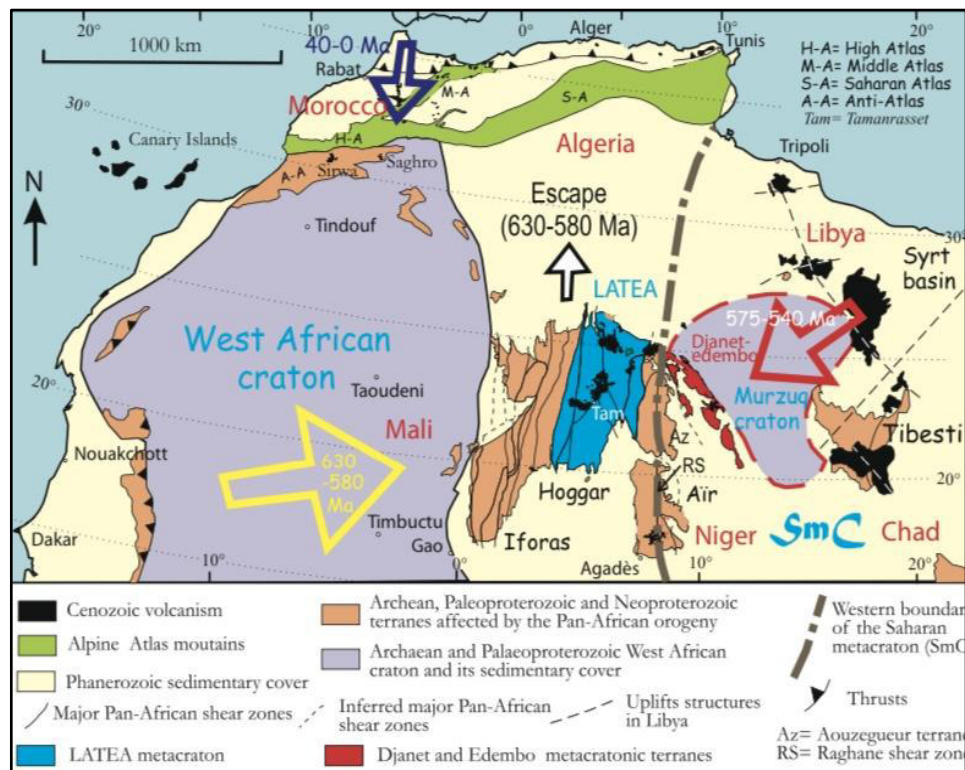 20°
10°
0°
10°
1000 km
40-0 Ma
Alger
Tunis
Rabat
M-A
S-A
Morocco
H-A= High Atlas
M-A= Middle Atlas
S-A= Saharan Atlas
A-A= Anti-Atlas
Tam= Tamanrasset
30°
Canary Islands
H-A
Algeria
Tripoli
A-A
Sirwa
Saghro
N
Escape
(630-580 Ma)
Tindouf
Libya
30°
Syrt
basin
LATEA
575-540 Ma
Djanet-
edembo
West African
craton
Murzuq
craton
20°
Taoudeni
Tam
Mali
Tibesti
Az
Nouakchott
630
-580
Ma
RS
20°
Hoggar
Aïr
Timbuctu
Niger
SmC
Chad
Dakar
Iforas
Gao
10°
0°
Agadès
10°
20°
Cenozoic volcanism
Alpine Atlas moutains
Phanerozoic sedimentary cover
Major Pan-African shear zones
LATEA metacraton
Archean, Paleoproterozoic and Neoproterozoic
terranes affected by the Pan-African orogeny
Archaean and Palaeoproterozoic West African
craton and its sedimentary cover
Inferred major Pan-African
shear zones
Uplifts structures
in Libya
Djanet and Edembo metacratonic terranes
Western boundar
of the Saharan
metacraton (SmC
Thrusts
Az= Aouzegueur terrane
RS= Raghane shear zone